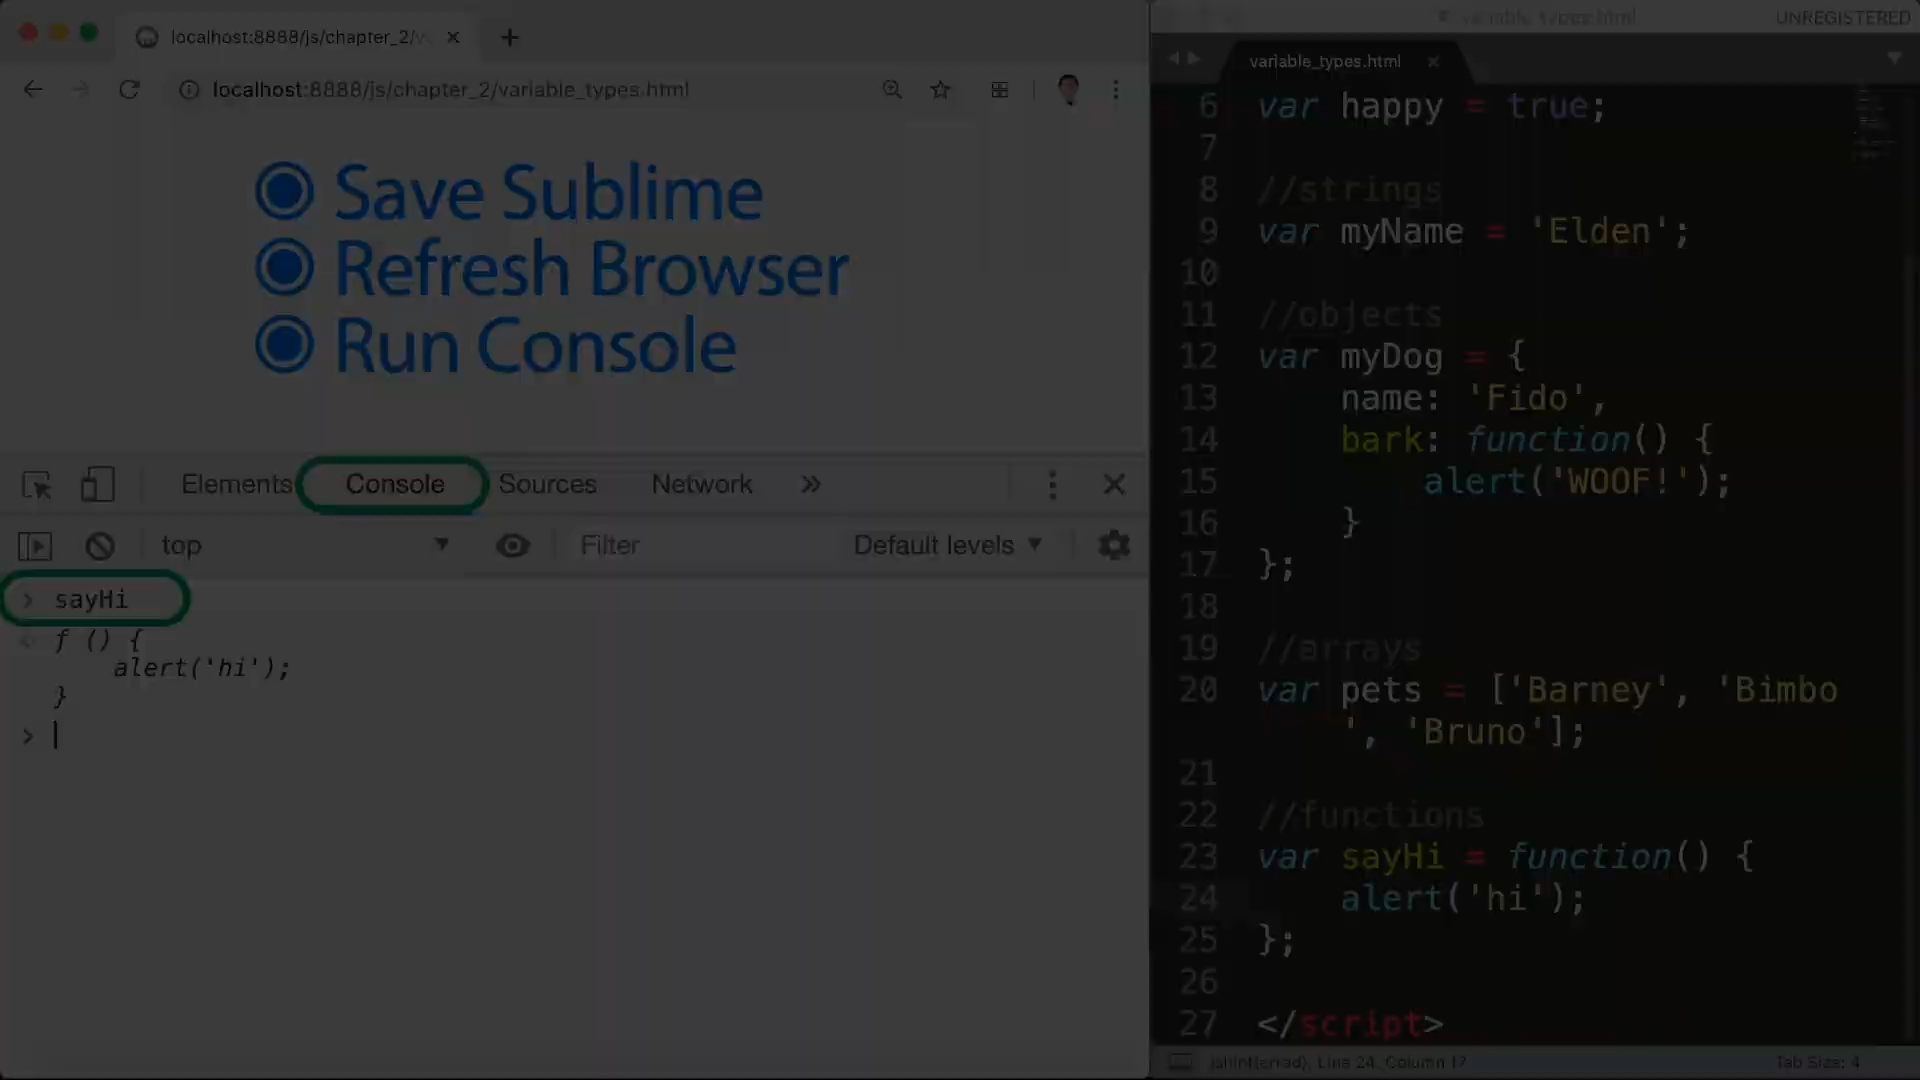 localhost:8888/js/chapter_2/v
localhost:8888/js/chapter_2/variable_types.html
Save Sublime
Refresh Browser
Run Console
Elements Console Sources Network »
top Filter Default levels
> sayHi
f () {
alert('hi');
}
>
variable_types.html UNREGISTERED
variable_types.html
6 var happy = true;
7
8 //strings
9 var myName = 'Elden';
10
11 //objects
12 var myDog = {
13 name: 'Fido',
14 bark: function() {
15 alert('WOOF!');
16 }
17 };
18
19 //arrays
20 var pets = ['Barney', 'Bimbo
', 'Bruno'];
21
22 //functions
23 var sayHi = function() {
24 alert('hi');
25 };
26
27 </script>
Line 24, Column 17 Tab Size: 4